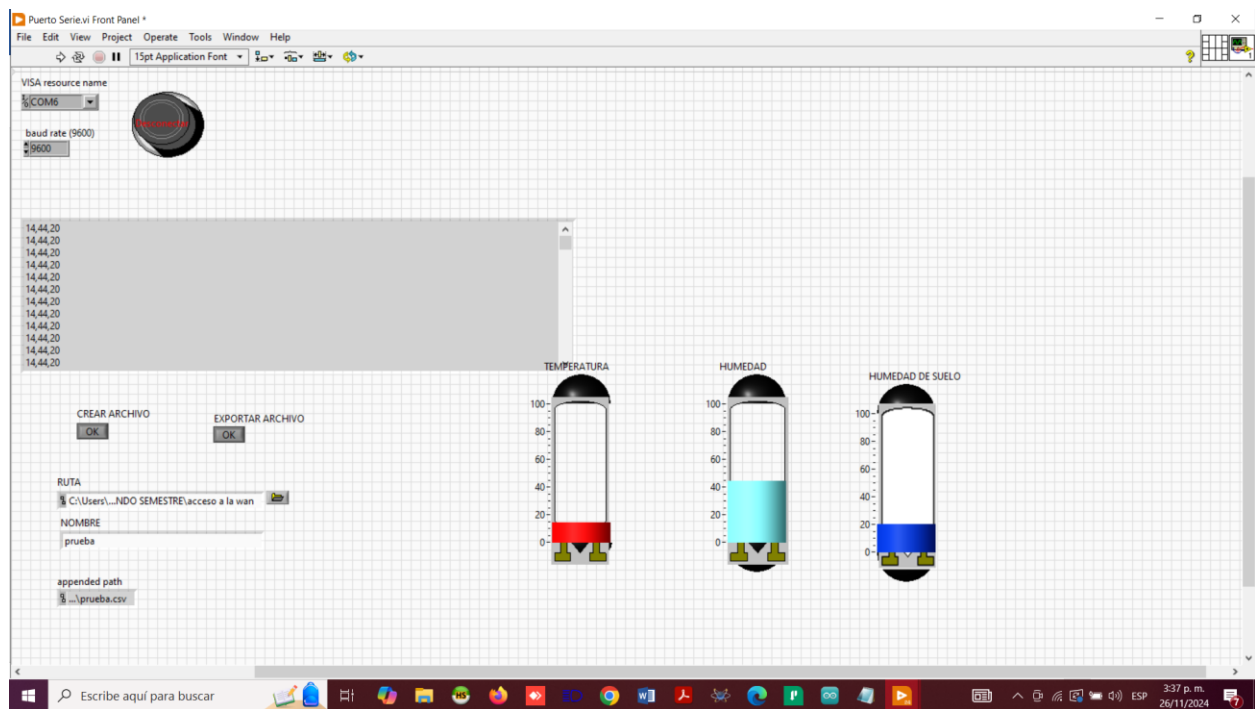 Puerto Serie.vi Front Panel *
File Edit View Project Operate Tools Window Help
15pt Application Font
VISA resource name
COM6
baud rate (9600)
9600
14,44,20
14,44,20
14,44,20
14,44,20
14,44,20
14,44,20
14,44,20
14,44,20
14,44,20
14,44,20
14,44,20
14,44,20
TEMPERATURA
HUMEDAD
HUMEDAD DE SUELO
100
80
60
40
20
0
100
80
60
40
20
0
100
80
60
40
20
0
CREAR ARCHIVO
OK
EXPORTAR ARCHIVO
OK
RUTA
C:\Users\...NDO SEMESTRE\acceso a la wan
NOMBRE
prueba
appended path
...\prueba.csv
Escribe aquí para buscar
ESP
3:37 p. m.
26/11/2024
7